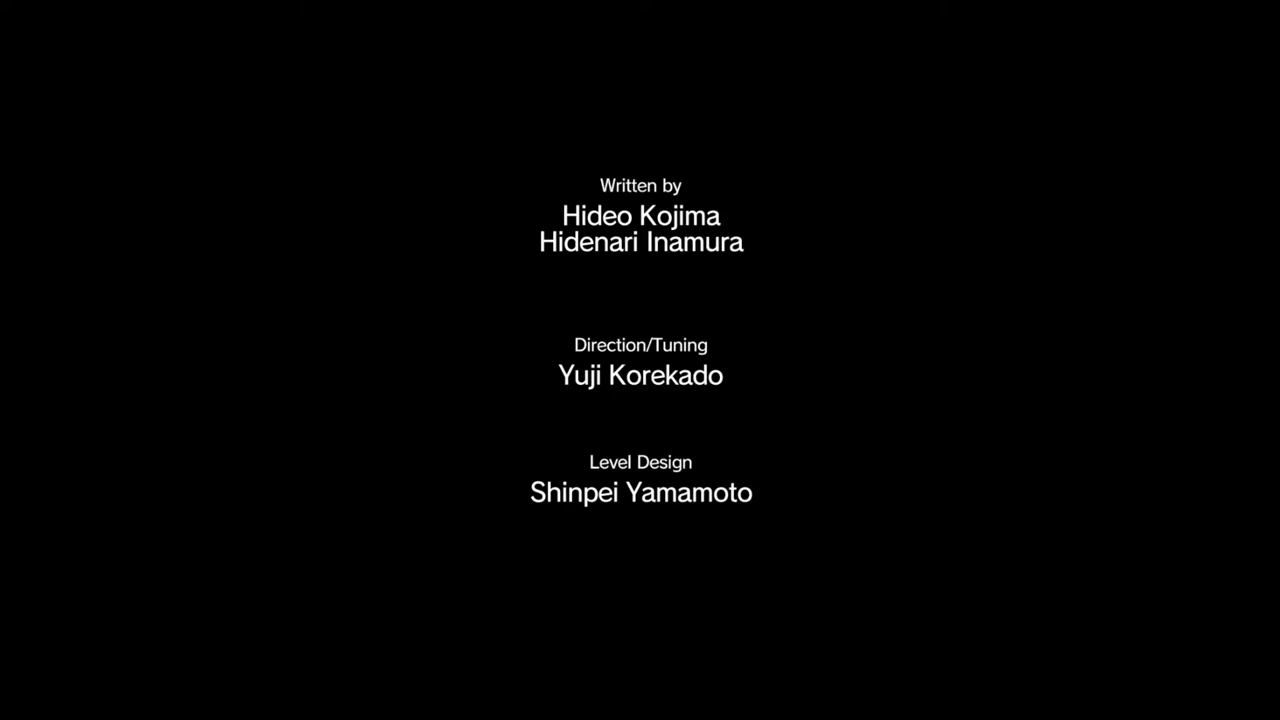 Written by
Hideo Kojima
Hidenari Inamura
Direction/Tuning
Yuji Korekado
Level Design
Shinpei Yamamoto